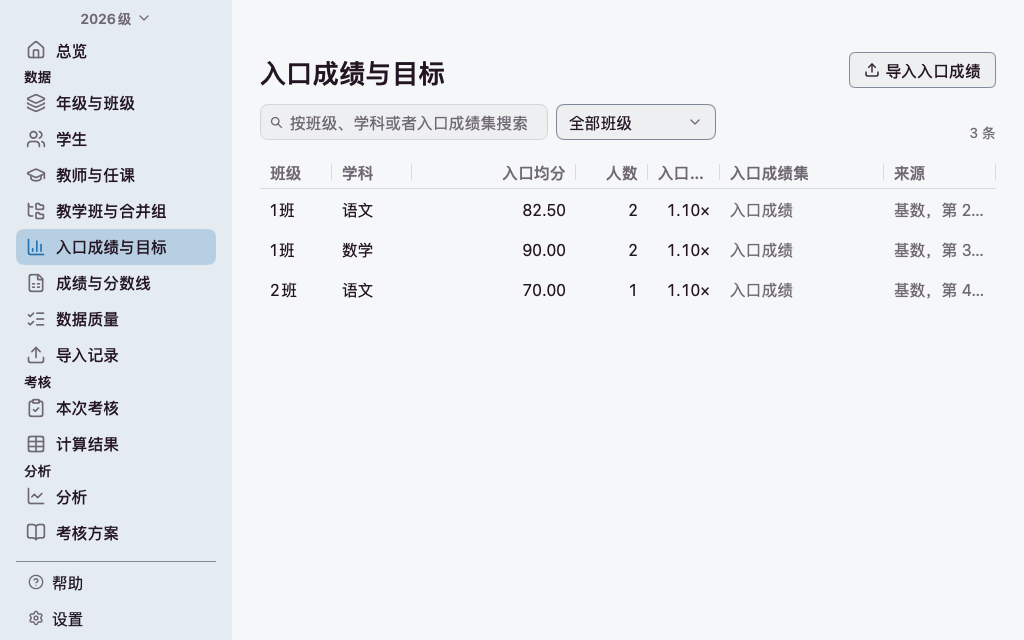 2026级
总览
数据
年级与班级
学生
教师与任课
教学班与合并组
入口成绩与目标
成绩与分数线
数据质量
导入记录
考核
本次考核
计算结果
分析
分析
考核方案
帮助
设置
入口成绩与目标
导入入口成绩
按班级、学科或者入口成绩集搜索
全部班级
3 条
班级 学科 入口均分 人数 入口... 入口成绩集 来源
1班 语文 82.50 2 1.10× 入口成绩 基数，第 2...
1班 数学 90.00 2 1.10× 入口成绩 基数，第 3...
2班 语文 70.00 1 1.10× 入口成绩 基数，第 4...